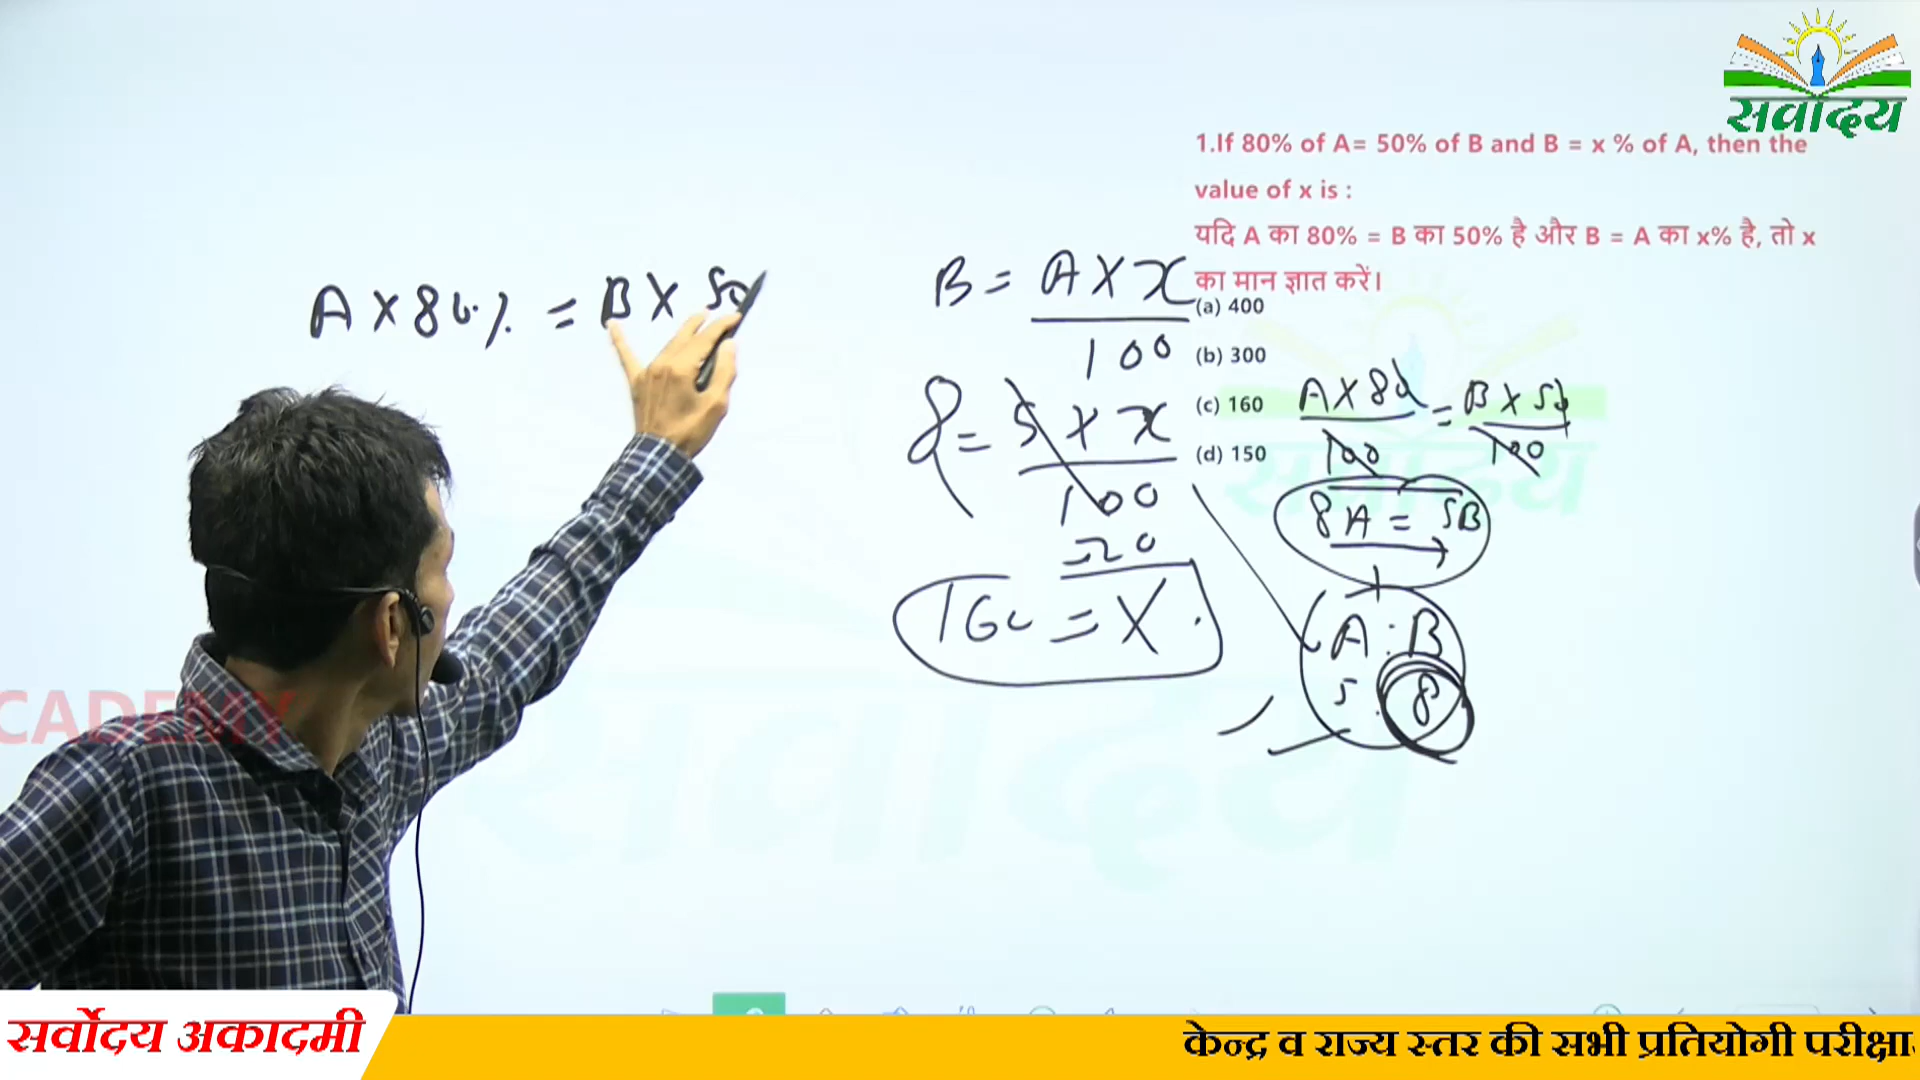 सर्वोदय
1.If 80% of A= 50% of B and B = x % of A, then the
value of x is :
यदि A का 80% = B का 50% है और B = A का x% है, तो x
का मान ज्ञात करें।
(a) 400
(b) 300
(c) 160
(d) 150
A X 80% = B X 50
B = A X x
100
8 = 5 X x
100
20
160 = X
A X 80 = B X 50
100 100
8A = 5B
A : B
5 : 8
CADEMY
सर्वोदय
सर्वोदय अकादमी
केन्द्र व राज्य स्तर की सभी प्रतियोगी परीक्षा